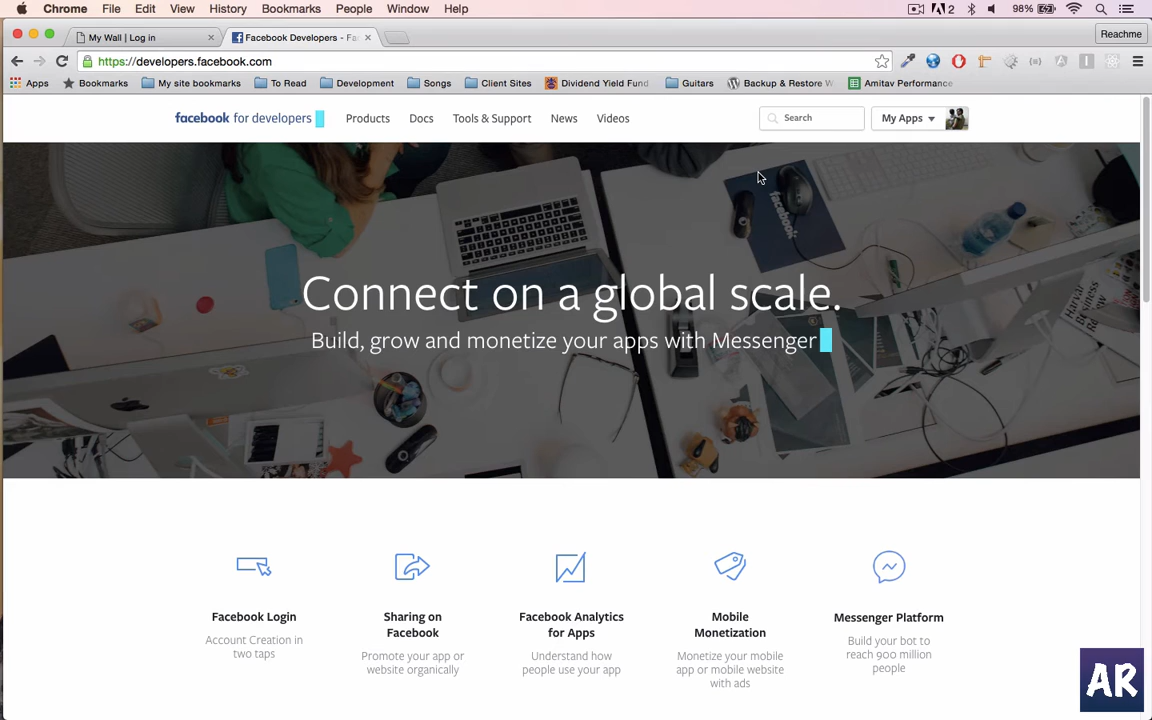 Chrome File Edit View History Bookmarks People Window Help 2 98%
My Wall | Log in Facebook Developers - Fa Reachme
https://developers.facebook.com
Apps Bookmarks My site bookmarks To Read Development Songs Client Sites Dividend Yield Fund Guitars Backup & Restore W Amitav Performance
facebook for developers Products Docs Tools & Support News Videos Search My Apps
facebook
Connect on a global scale.
Build, grow and monetize your apps with Messenger
Harvard
Facebook Login
Account Creation in
two taps
Sharing on
Facebook
Promote your app or
website organically
Facebook Analytics
for Apps
Understand how
people use your app
Mobile
Monetization
Monetize your mobile
app or mobile website
with ads
Messenger Platform
Build your bot to
reach 900 million
people
AR